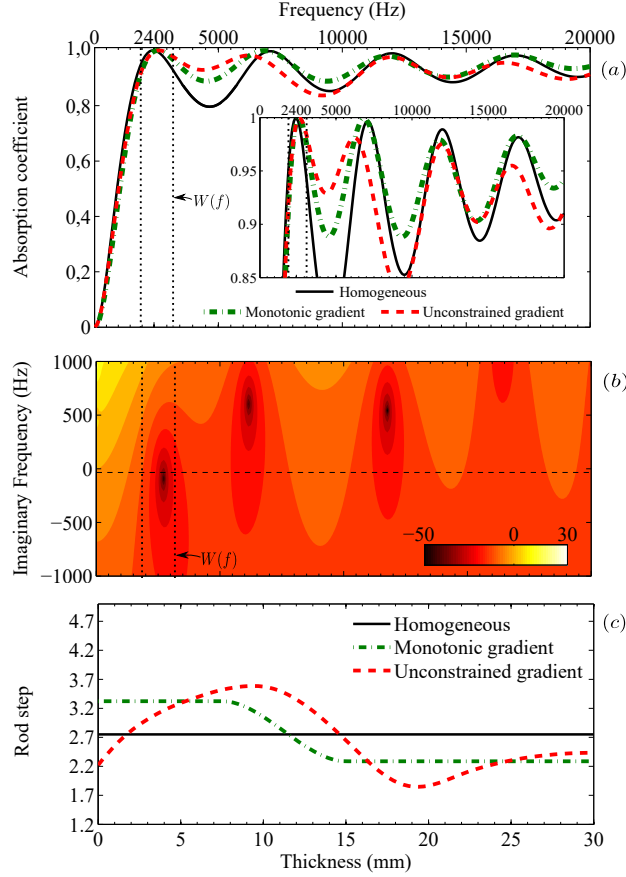 Frequency (Hz)
0 2400 5000 10000 15000 20000
1,0
0,8
0,6
0,4
0,2
0
Absorption coefficient
(a)
0 2400 5000 10000 15000 20000
1
0.95
0.9
0.85
W(f)
Homogeneous
Monotonic gradient Unconstrained gradient
1000
500
0
−500
−1000
Imaginary Frequency (Hz)
(b)
W(f)
−50 0 30
4.7
4.2
3.7
3.2
2.7
2.2
1.7
1.2
Rod step
(c)
Homogeneous
Monotonic gradient
Unconstrained gradient
0 5 10 15 20 25 30
Thickness (mm)